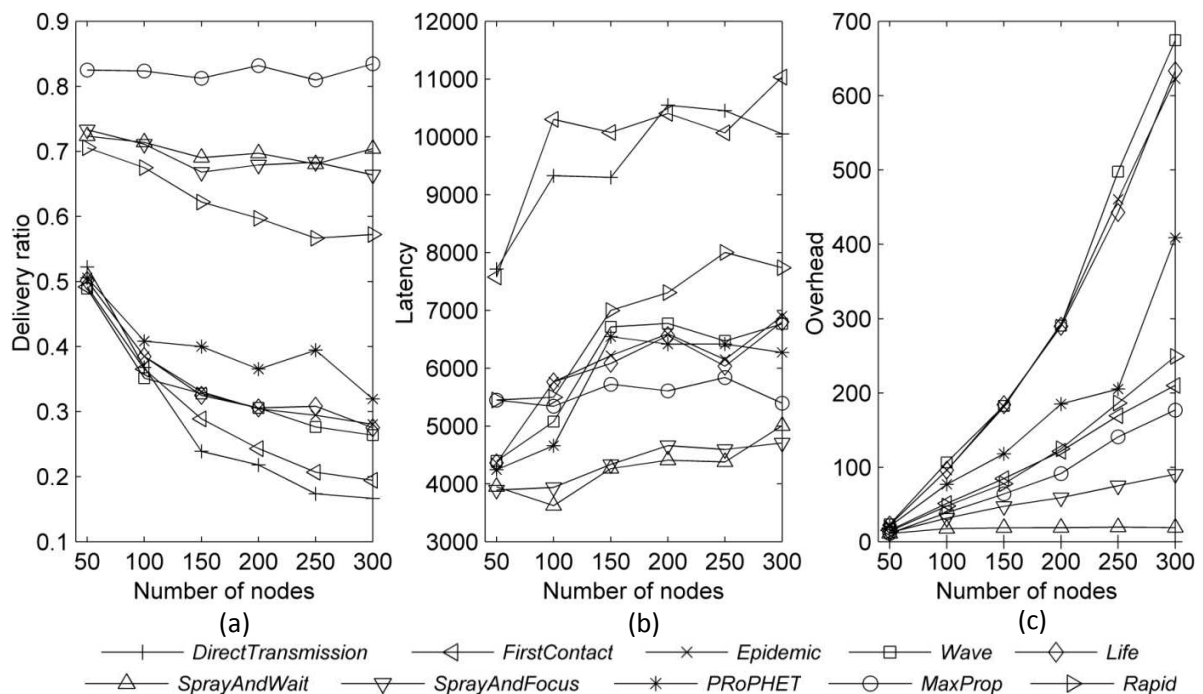 Delivery ratio
0.9
0.8
0.7
0.6
0.5
0.4
0.3
0.2
0.1
50 100 150 200 250 300
Number of nodes
(a)
Latency
12000
11000
10000
9000
8000
7000
6000
5000
4000
3000
50 100 150 200 250 300
Number of nodes
(b)
Overhead
700
600
500
400
300
200
100
0
50 100 150 200 250 300
Number of nodes
(c)
DirectTransmission FirstContact Epidemic Wave Life
SprayAndWait SprayAndFocus PRoPHET MaxProp Rapid